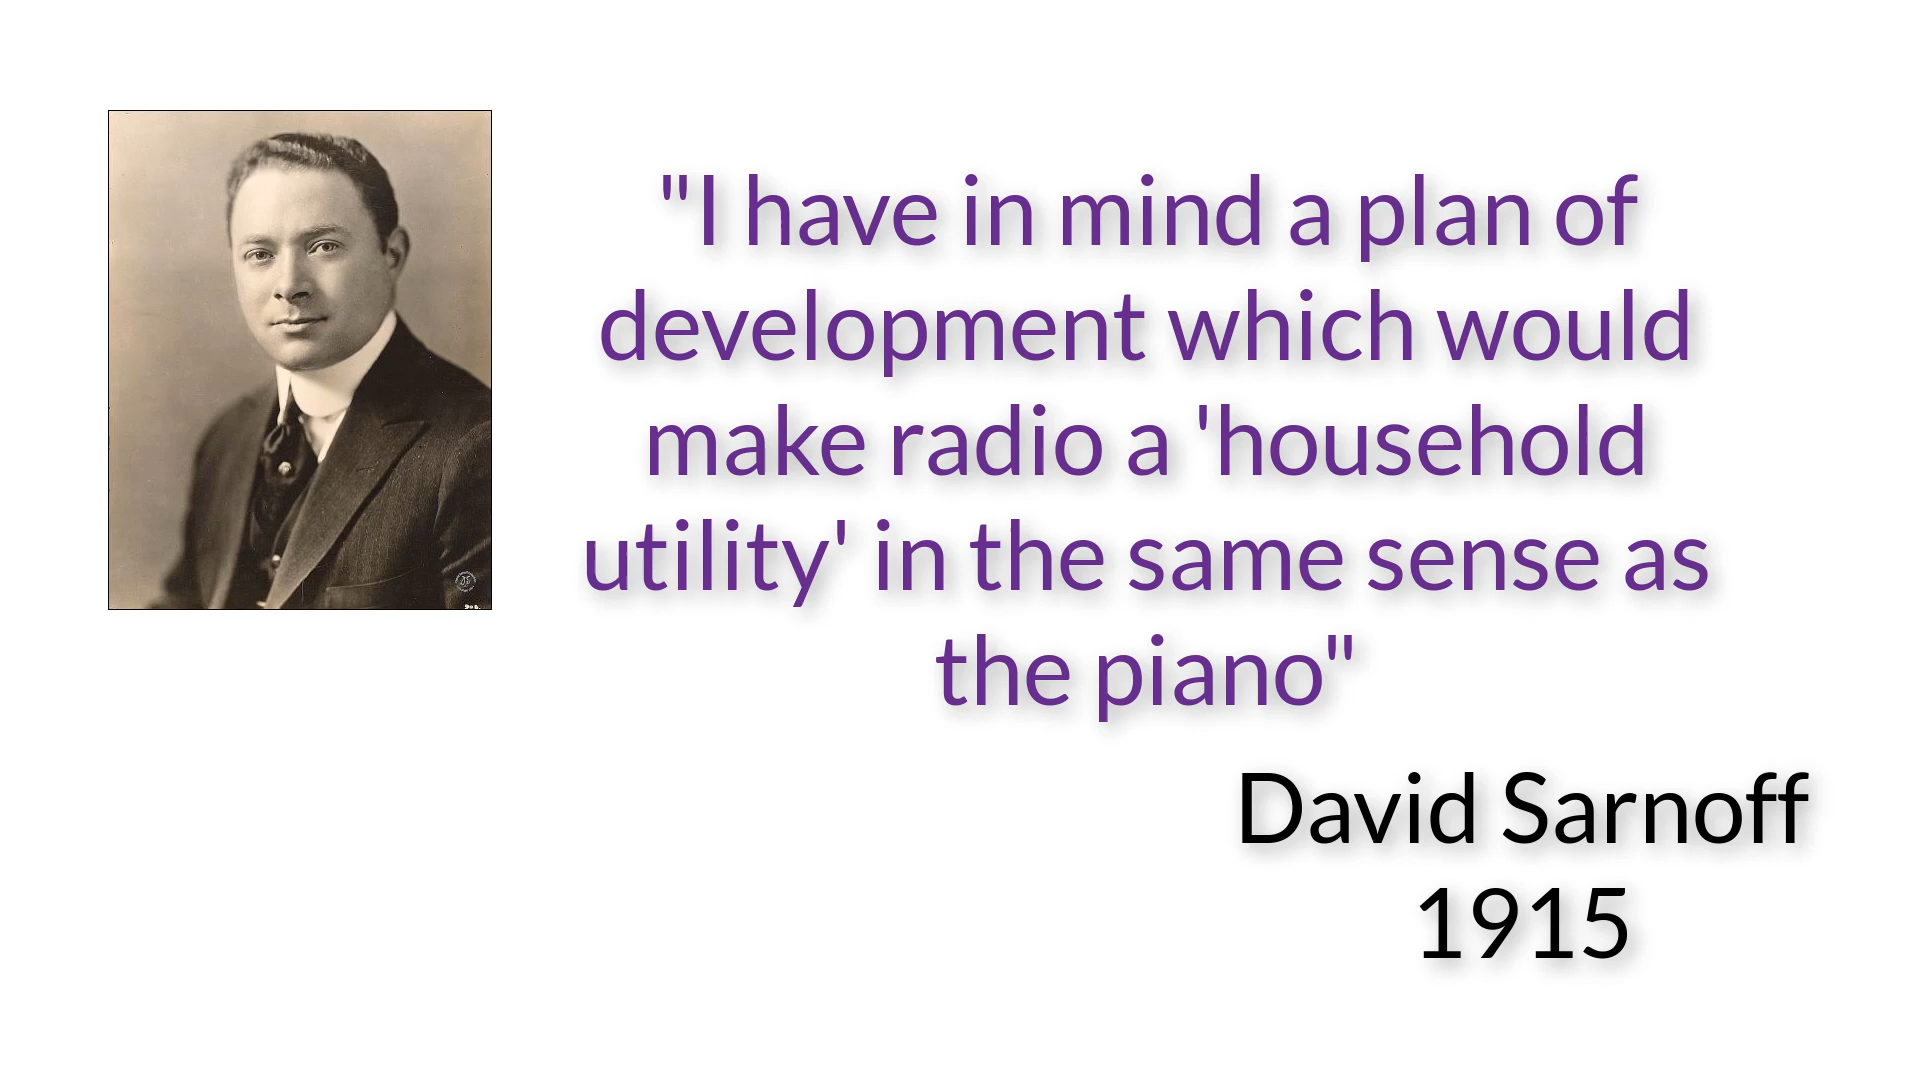 "I have in mind a plan of
development which would
make radio a 'household
utility' in the same sense as
the piano"
David Sarnoff
1915